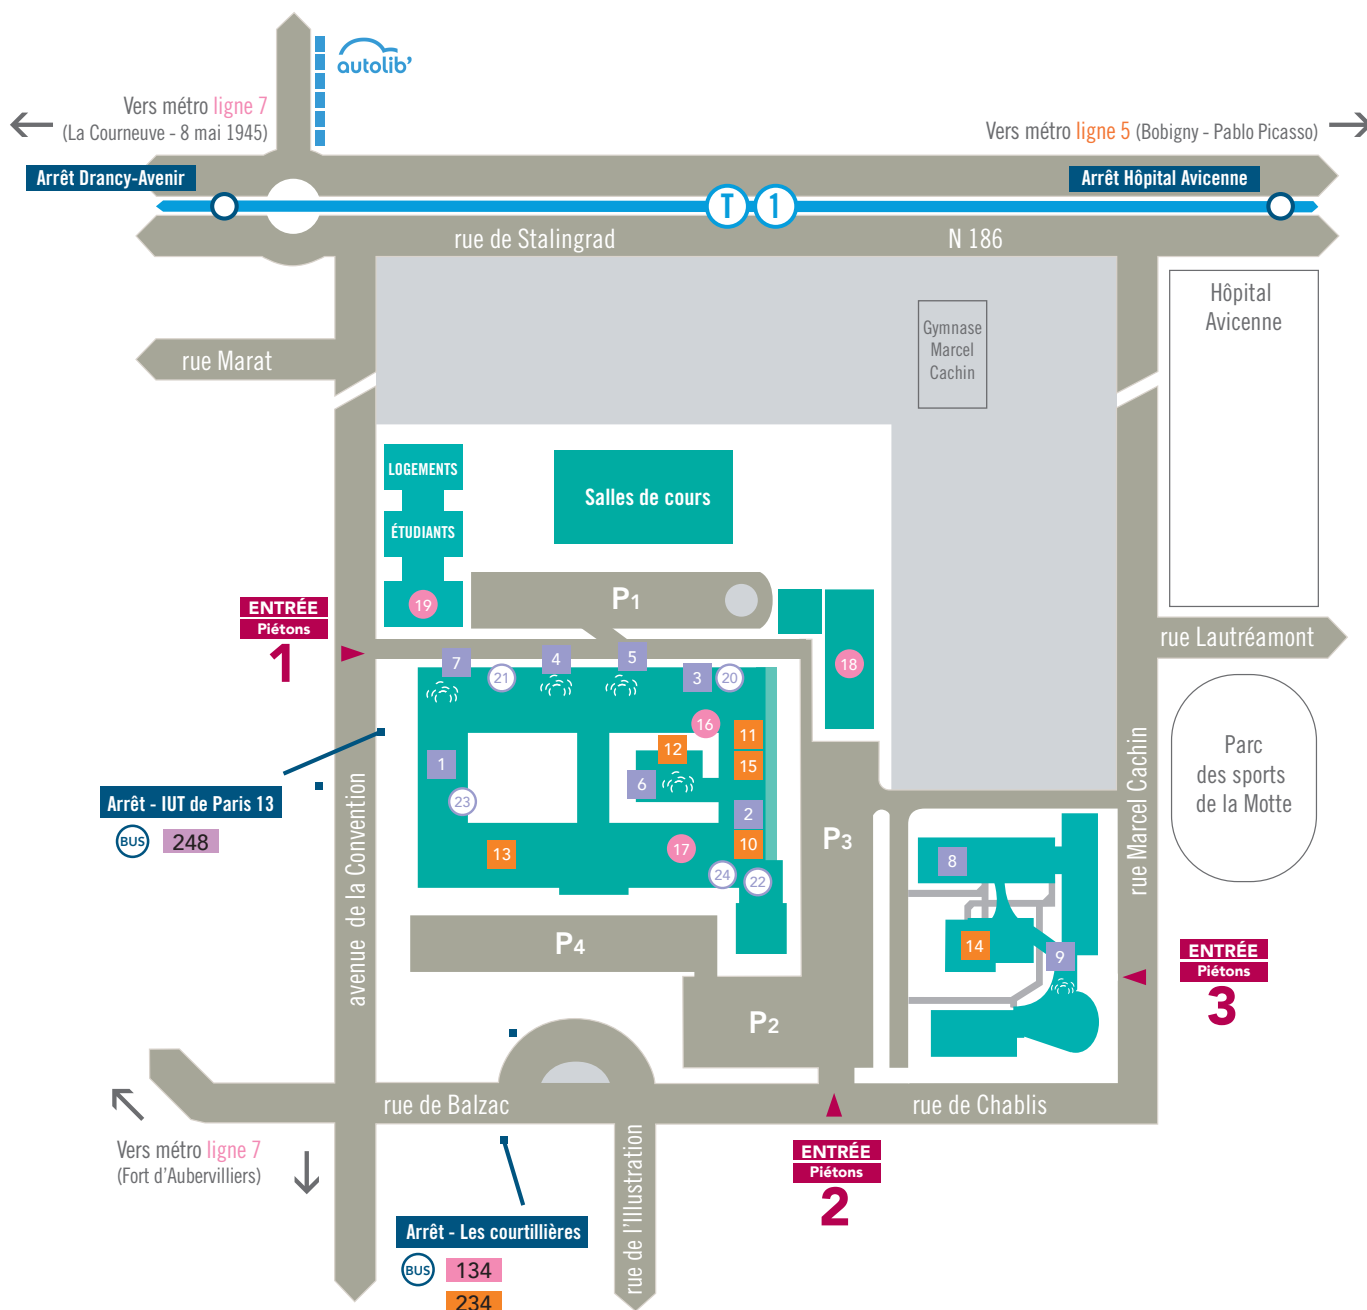 autolib'
Vers métro ligne 7
(La Courneuve - 8 mai 1945)
Vers métro ligne 5 (Bobigny - Pablo Picasso)
Arrêt Drancy-Avenir
Arrêt Hôpital Avicenne
T 1
rue de Stalingrad
N 186
Hôpital
Avicenne
Gymnase
Marcel
Cachin
rue Marat
LOGEMENTS
ÉTUDIANTS
Salles de cours
19
P1
ENTRÉE
Piétons
1
rue Lautréamont
7
4
5
18
21
3
20
16
11
12
15
1
6
23
2
13
17
10
24
22
Arrêt - IUT de Paris 13
BUS 248
avenue de la Convention
P3
rue Marcel Cachin
Parc
des sports
de la Motte
8
14
9
P4
P2
ENTRÉE
Piétons
3
rue de Balzac
rue de Chablis
Vers métro ligne 7
(Fort d'Aubervilliers)
rue de l'Illustration
ENTRÉE
Piétons
2
Arrêt - Les courtillières
BUS 134
234